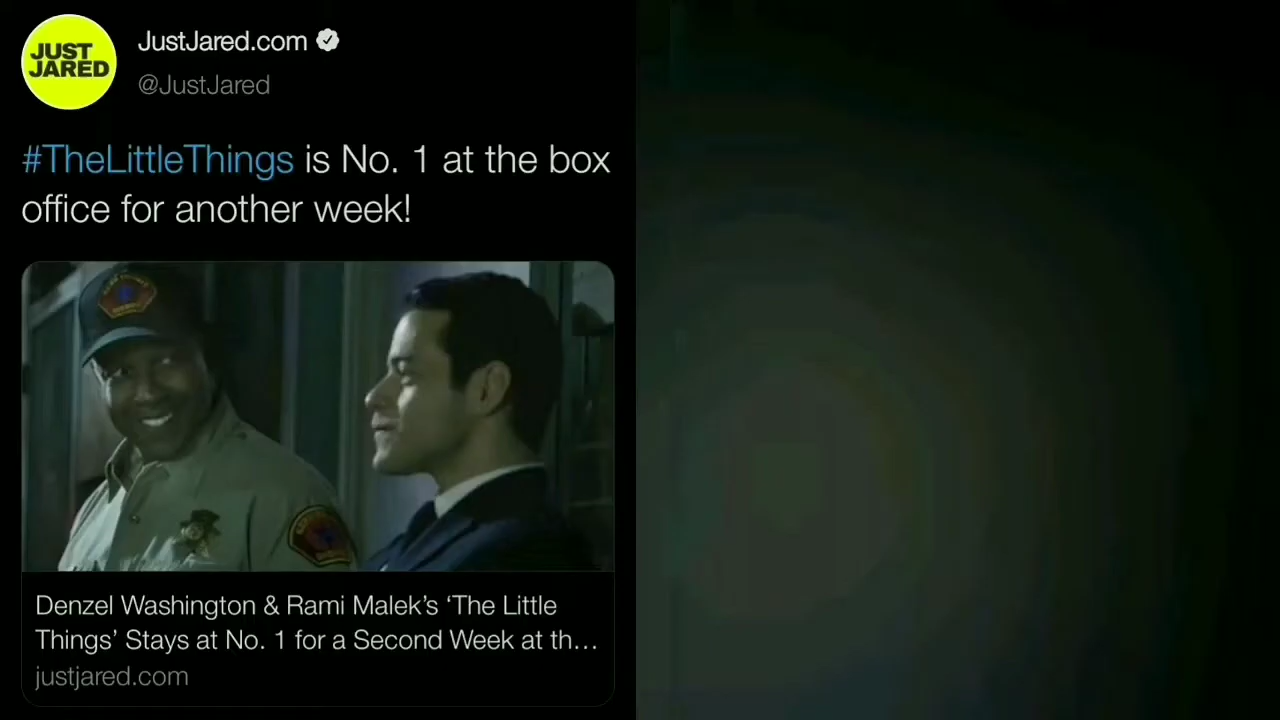 JUST
JARED
JustJared.com
@JustJared
#TheLittleThings is No. 1 at the box
office for another week!
Denzel Washington & Rami Malek’s ‘The Little
Things’ Stays at No. 1 for a Second Week at th…
justjared.com